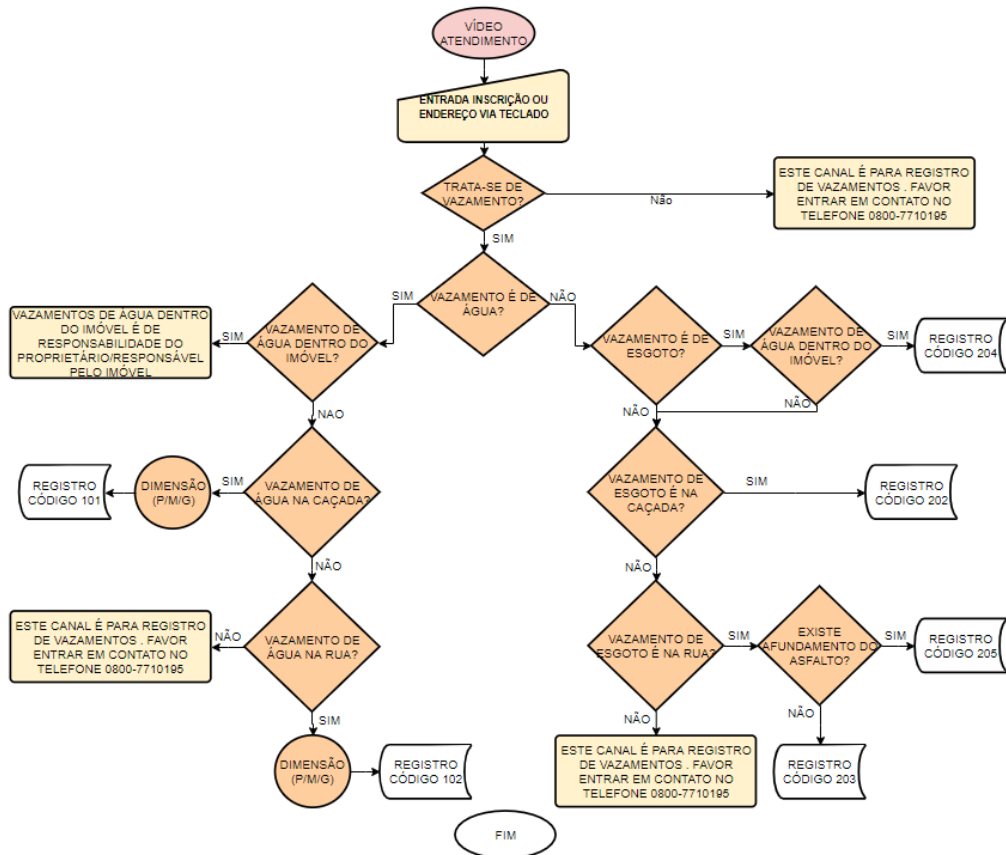 VÍDEO
ATENDIMENTO
ENTRADA INSCRIÇÃO OU
ENDEREÇO VIA TECLADO
TRATA-SE DE
VAZAMENTO?
Não
ESTE CANAL É PARA REGISTRO
DE VAZAMENTOS . FAVOR
ENTRAR EM CONTATO NO
TELEFONE 0800-7710195
SIM
VAZAMENTO É DE
ÁGUA?
SIM
NÃO
VAZAMENTOS DE ÁGUA DENTRO
DO IMÓVEL É DE
RESPONSABILIDADE DO
PROPRIETÁRIO/RESPONSÁVEL
PELO IMÓVEL
SIM
VAZAMENTO DE
ÁGUA DENTRO DO
IMÓVEL?
VAZAMENTO É DE
ESGOTO?
SIM
VAZAMENTO DE
ÁGUA DENTRO DO
IMÓVEL?
SIM
REGISTRO
CÓDIGO 204
NAO
NÃO
NÃO
REGISTRO
CÓDIGO 101
DIMENSÃO
(P/M/G)
SIM
VAZAMENTO DE
ÁGUA NA CAÇADA?
VAZAMENTO DE
ESGOTO É NA
CAÇADA?
SIM
REGISTRO
CÓDIGO 202
NÃO
NÃO
ESTE CANAL É PARA REGISTRO
DE VAZAMENTOS . FAVOR
ENTRAR EM CONTATO NO
TELEFONE 0800-7710195
NÃO
VAZAMENTO DE
ÁGUA NA RUA?
VAZAMENTO DE
ESGOTO É NA RUA?
SIM
EXISTE
AFUNDAMENTO DO
ASFALTO?
SIM
REGISTRO
CÓDIGO 205
SIM
NÃO
NÃO
DIMENSÃO
(P/M/G)
REGISTRO
CÓDIGO 102
ESTE CANAL É PARA REGISTRO
DE VAZAMENTOS . FAVOR
ENTRAR EM CONTATO NO
TELEFONE 0800-7710195
REGISTRO
CÓDIGO 203
FIM